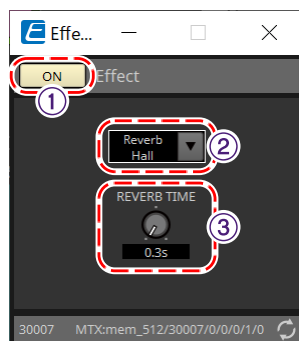 E Effe...
ON Effect
①
Reverb
Hall
②
REVERB TIME
③
0.3s
30007 MTX:mem_512/30007/0/0/0/1/0